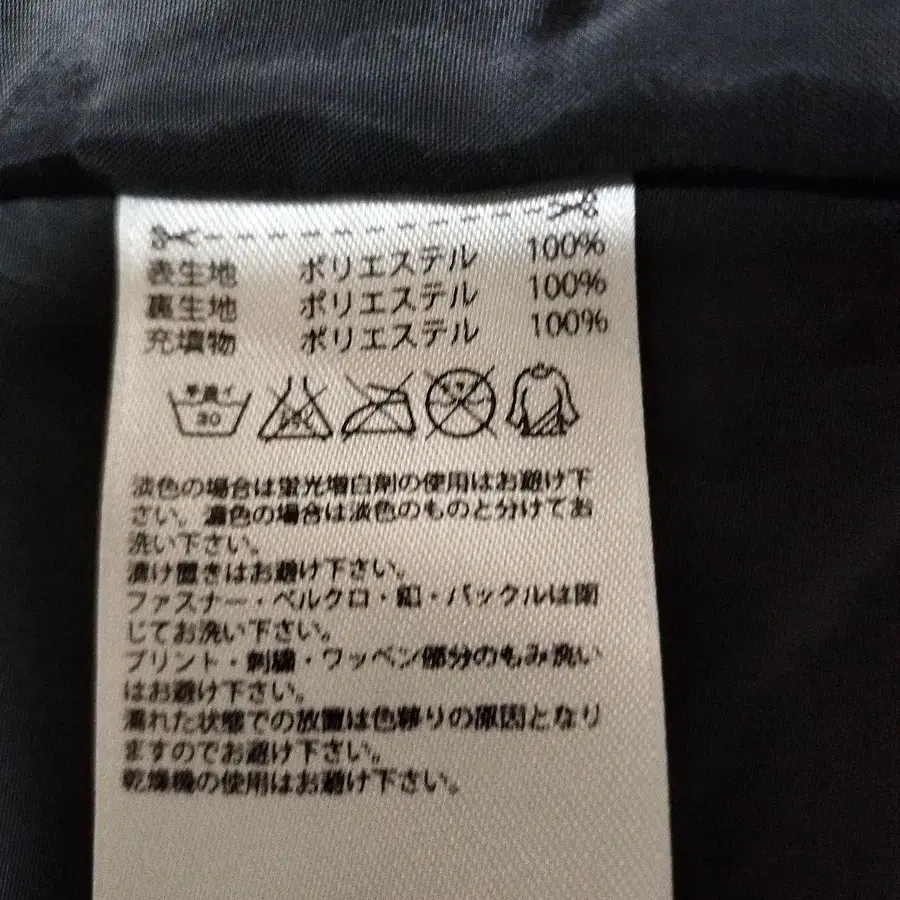 表生地 ポリエステル 100%
裏生地 ポリエステル 100%
充填物 ポリエステル 100%
手洗イ
30
淡色の場合は蛍光増白剤の使用はお避け下
さい。濃色の場合は淡色のものと分けてお
洗い下さい。
漬け置きはお避け下さい。
ファスナー・ベルクロ・釦・バックルは閉
じてお洗い下さい。
プリント・刺繍・ワッペン部分のもみ洗い
はお避け下さい。
濡れた状態での放置は色移りの原因となり
ますのでお避け下さい。
乾燥機の使用はお避け下さい。